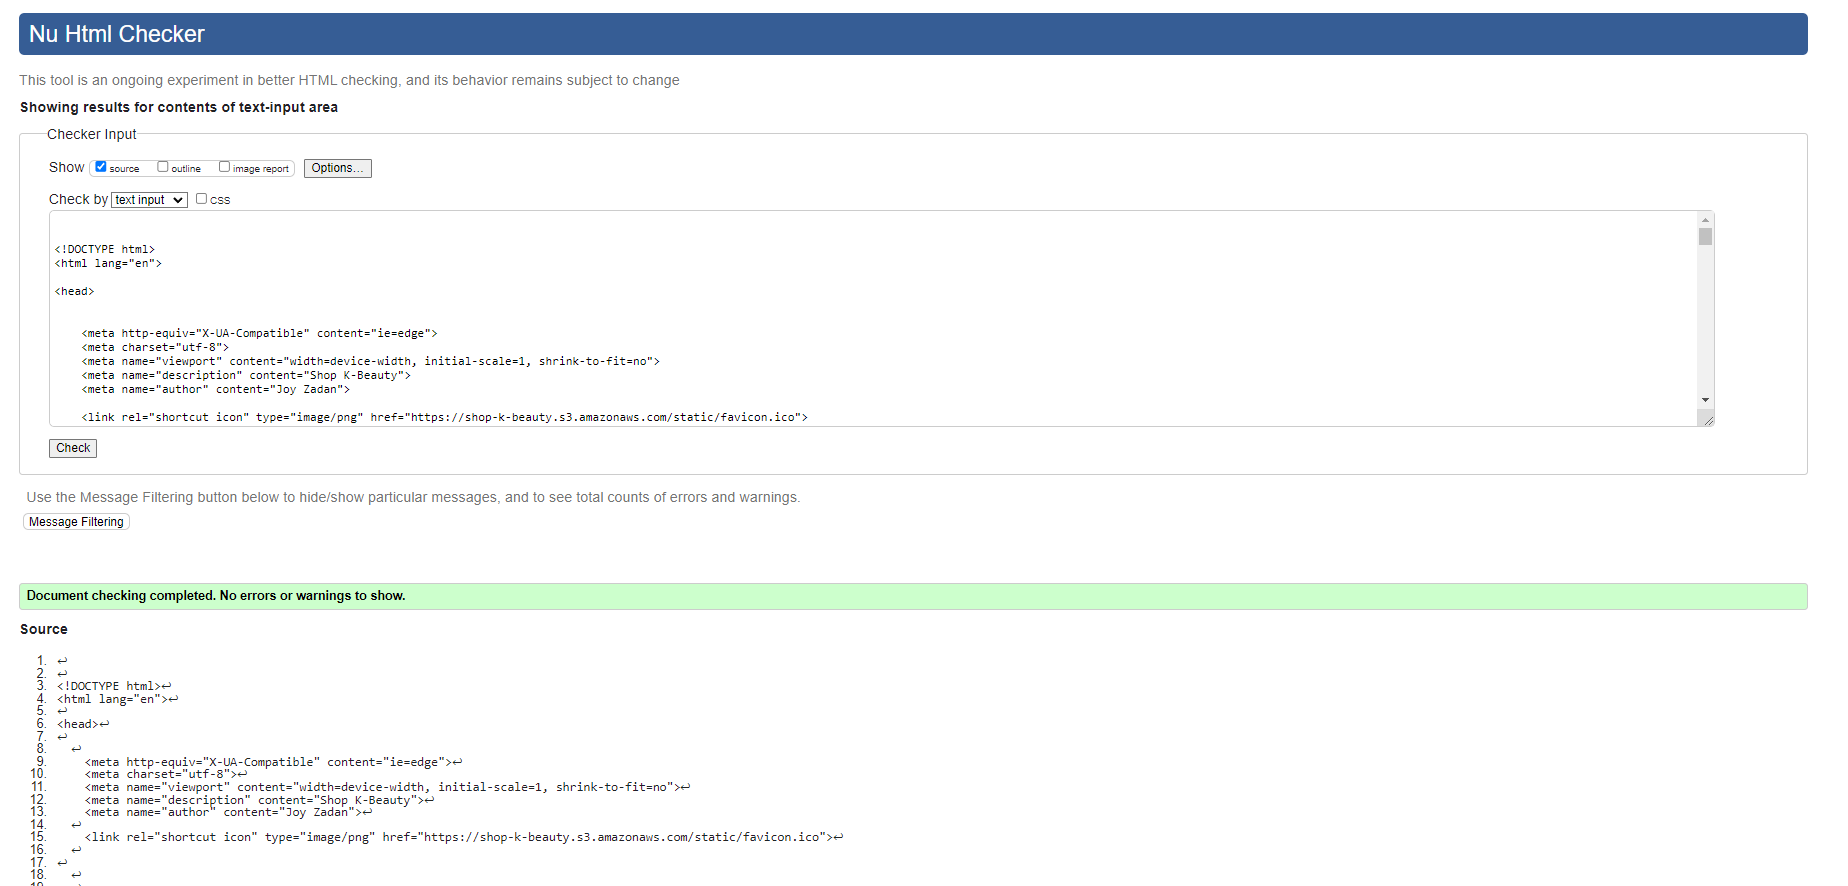 Nu Html Checker
This tool is an ongoing experiment in better HTML checking, and its behavior remains subject to change
Showing results for contents of text-input area
Checker Input
Show source outline image report Options...
Check by text input css
<!DOCTYPE html>
<html lang="en">
<head>
<meta http-equiv="X-UA-Compatible" content="ie=edge">
<meta charset="utf-8">
<meta name="viewport" content="width=device-width, initial-scale=1, shrink-to-fit=no">
<meta name="description" content="Shop K-Beauty">
<meta name="author" content="Joy Zadan">
<link rel="shortcut icon" type="image/png" href="https://shop-k-beauty.s3.amazonaws.com/static/favicon.ico">
Check
Use the Message Filtering button below to hide/show particular messages, and to see total counts of errors and warnings.
Message Filtering
Document checking completed. No errors or warnings to show.
Source
1. ↩
2. ↩
3. <!DOCTYPE html>↩
4. <html lang="en">↩
5. ↩
6. <head>↩
7. ↩
8. ↩
9. <meta http-equiv="X-UA-Compatible" content="ie=edge">↩
10. <meta charset="utf-8">↩
11. <meta name="viewport" content="width=device-width, initial-scale=1, shrink-to-fit=no">↩
12. <meta name="description" content="Shop K-Beauty">↩
13. <meta name="author" content="Joy Zadan">↩
14. ↩
15. <link rel="shortcut icon" type="image/png" href="https://shop-k-beauty.s3.amazonaws.com/static/favicon.ico">↩
16. ↩
17. ↩
18. ↩